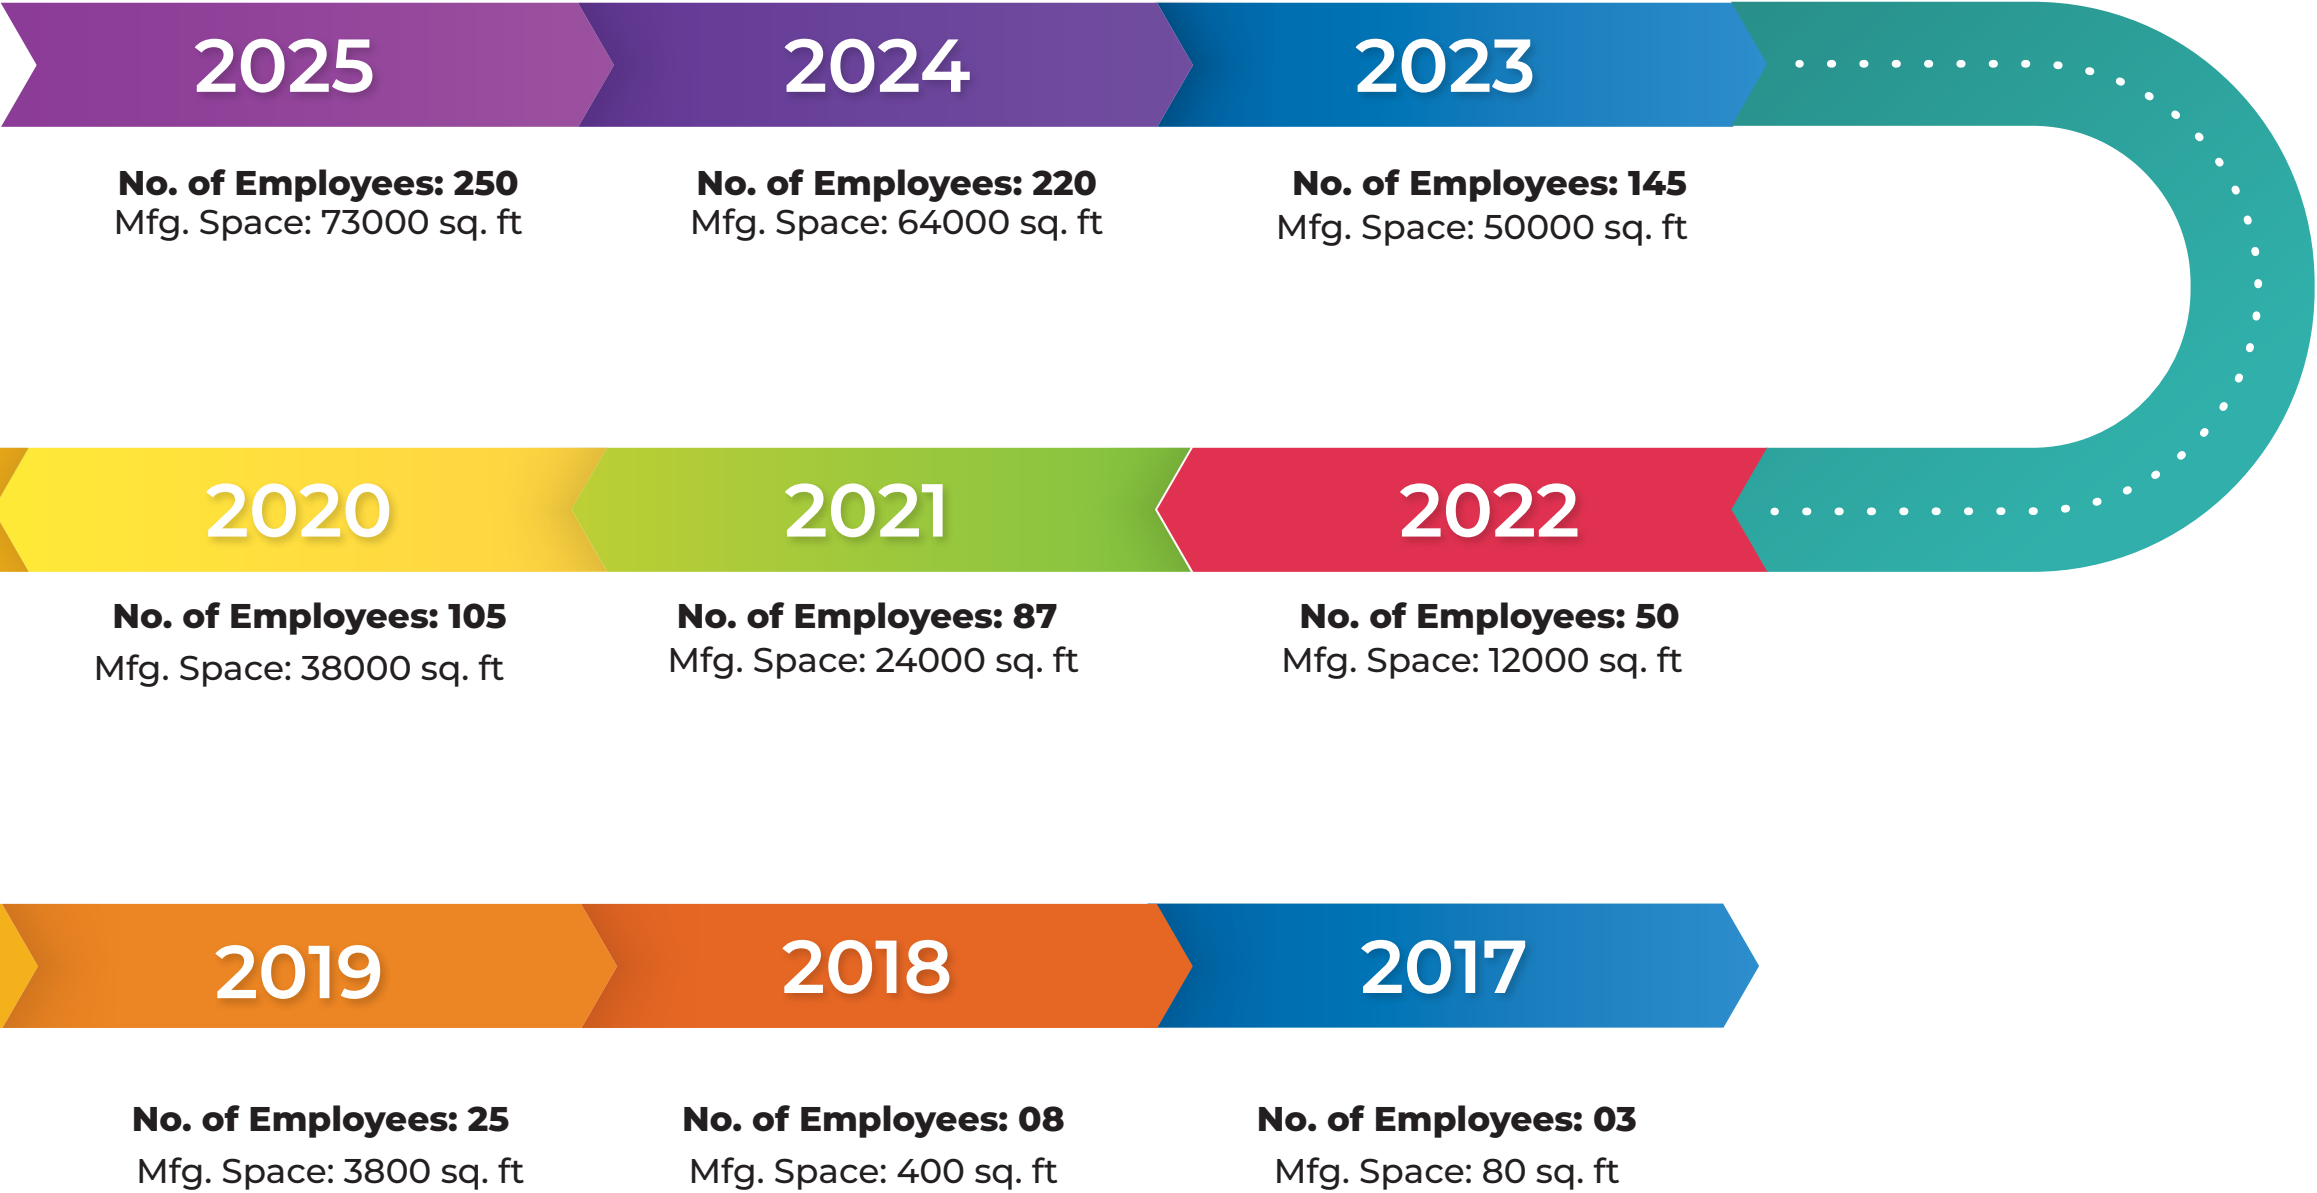 2025
2024
2023
No. of Employees: 250
Mfg. Space: 73000 sq. ft
No. of Employees: 220
Mfg. Space: 64000 sq. ft
No. of Employees: 145
Mfg. Space: 50000 sq. ft
2020
2021
2022
No. of Employees: 105
Mfg. Space: 38000 sq. ft
No. of Employees: 87
Mfg. Space: 24000 sq. ft
No. of Employees: 50
Mfg. Space: 12000 sq. ft
2019
2018
2017
No. of Employees: 25
Mfg. Space: 3800 sq. ft
No. of Employees: 08
Mfg. Space: 400 sq. ft
No. of Employees: 03
Mfg. Space: 80 sq. ft